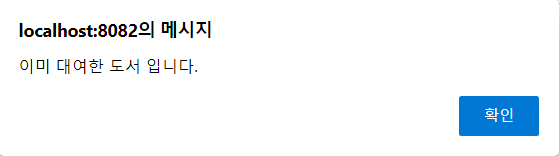 localhost:8082의 메시지
이미 대여한 도서 입니다.
확인